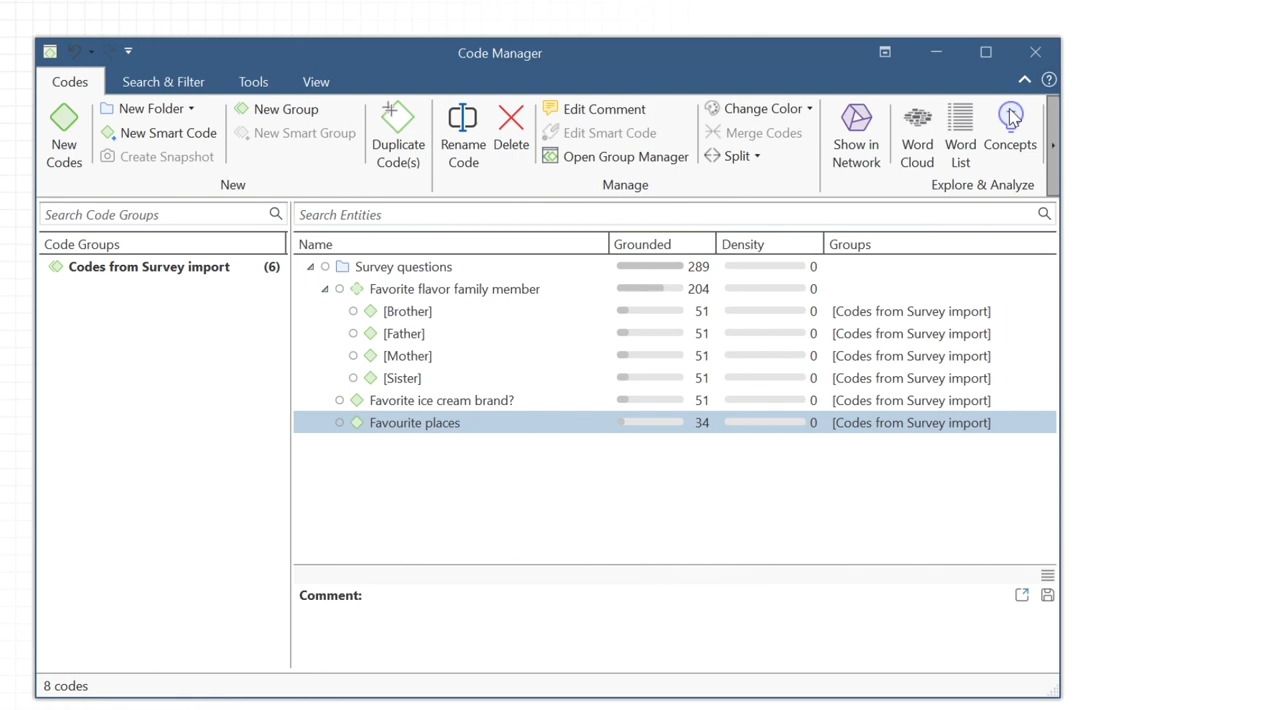 Code Manager
Codes Search & Filter Tools View
New Codes
New Folder
New Smart Code
Create Snapshot
New Group
New Smart Group
Duplicate Code(s)
New
Rename Code
Delete
Edit Comment
Edit Smart Code
Open Group Manager
Change Color
Merge Codes
Split
Manage
Show in Network
Word Cloud
Word List
Concepts
Explore & Analyze
Search Code Groups
Code Groups
Codes from Survey import (6)
Search Entities
Name Grounded Density Groups
Survey questions 289 0
Favorite flavor family member 204 0
[Brother] 51 0 [Codes from Survey import]
[Father] 51 0 [Codes from Survey import]
[Mother] 51 0 [Codes from Survey import]
[Sister] 51 0 [Codes from Survey import]
Favorite ice cream brand? 51 0 [Codes from Survey import]
Favourite places 34 0 [Codes from Survey import]
Comment:
8 codes